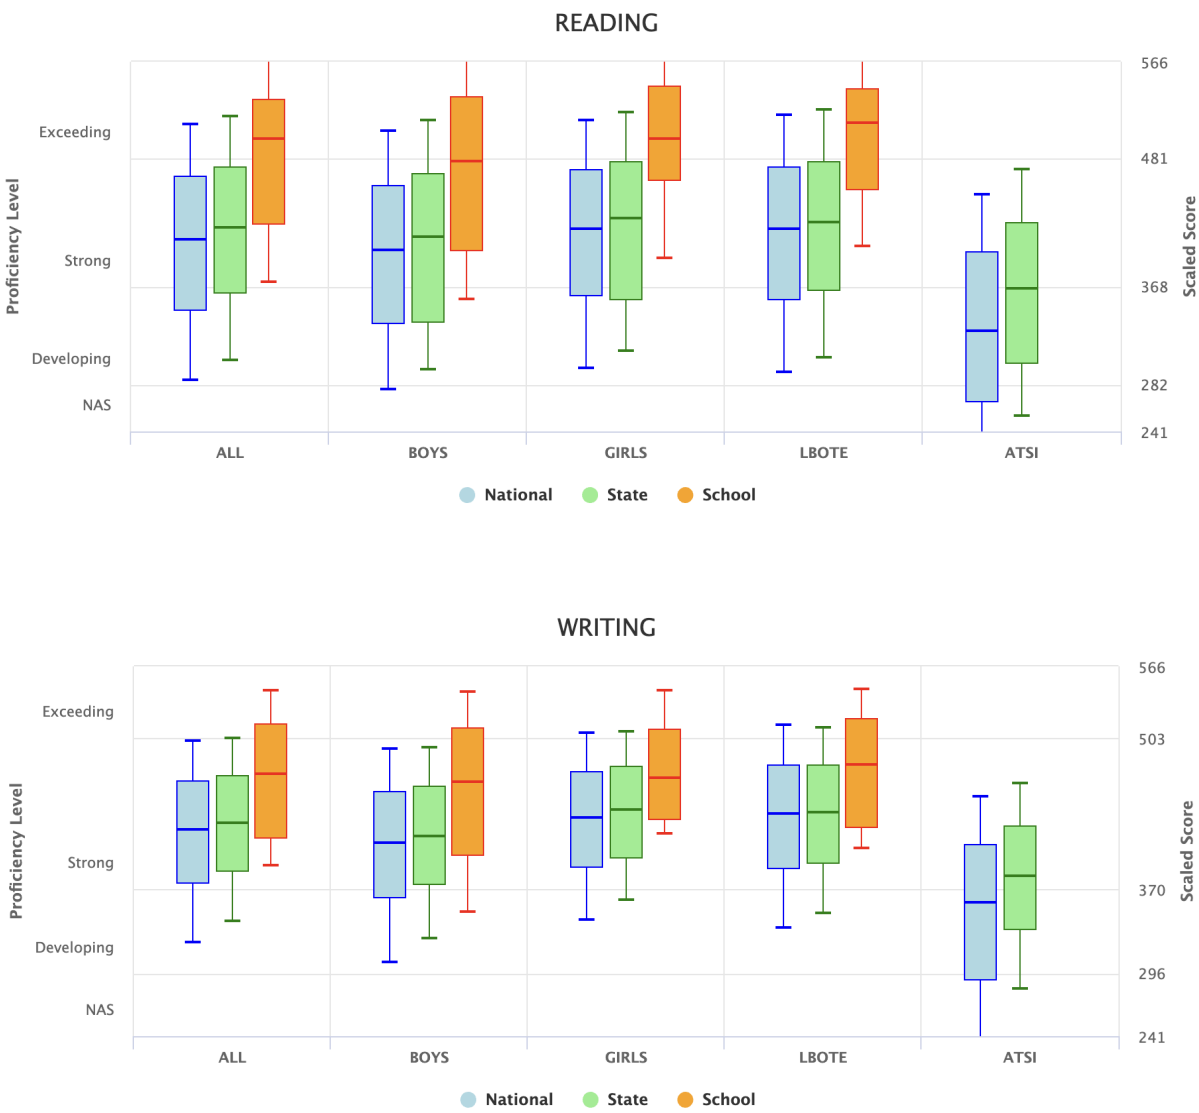 READING
566
Exceeding
481
Proficiency Level
Scaled Score
Strong
368
Developing
282
NAS
241
ALL BOYS GIRLS LBOTE ATSI
National State School
WRITING
566
Exceeding
503
Proficiency Level
Scaled Score
Strong
370
Developing
296
NAS
241
ALL BOYS GIRLS LBOTE ATSI
National State School